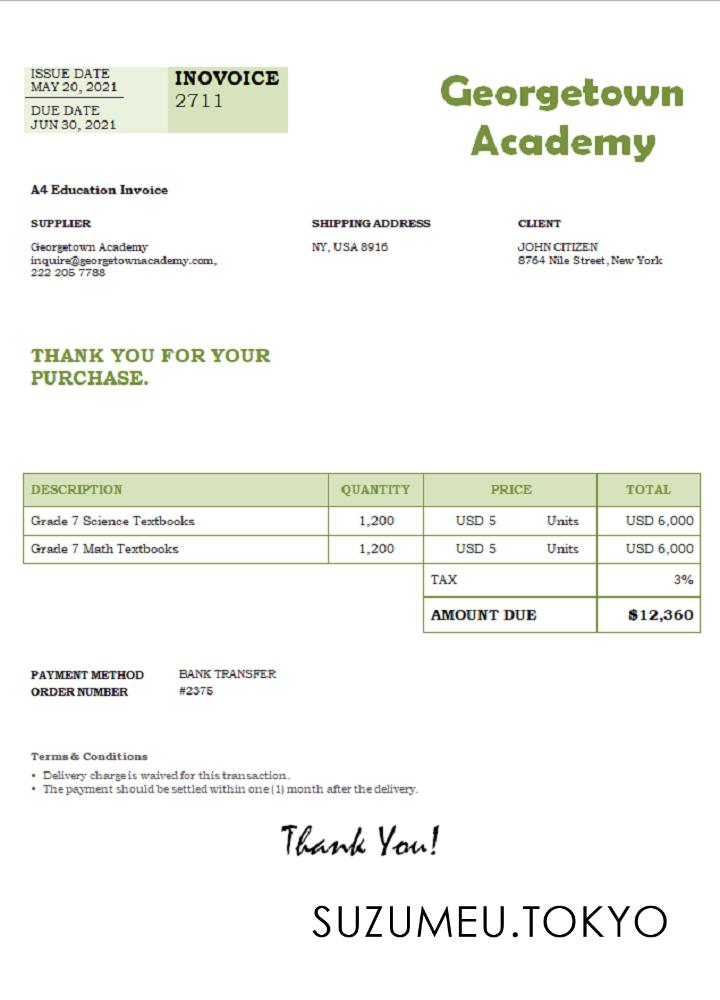 ISSUE DATE
MAY 20, 2021
DUE DATE
JUN 30, 2021
INOVOICE
2711
Georgetown
Academy
A4 Education Invoice
SUPPLIER
Georgetown Academy
inquire@georgetownacademy.com,
222 205 7788
SHIPPING ADDRESS
NY, USA 8916
CLIENT
JOHN CITIZEN
8764 Nile Street, New York
THANK YOU FOR YOUR
PURCHASE.
DESCRIPTION QUANTITY PRICE TOTAL
Grade 7 Science Textbooks 1,200 USD 5 Units USD 6,000
Grade 7 Math Textbooks 1,200 USD 5 Units USD 6,000
TAX 3%
AMOUNT DUE $12,360
PAYMENT METHOD BANK TRANSFER
ORDER NUMBER #2375
Terms & Conditions
• Delivery charge is waived for this transaction.
• The payment should be settled within one (1) month after the delivery.
Thank You!
SUZUMEU.TOKYO